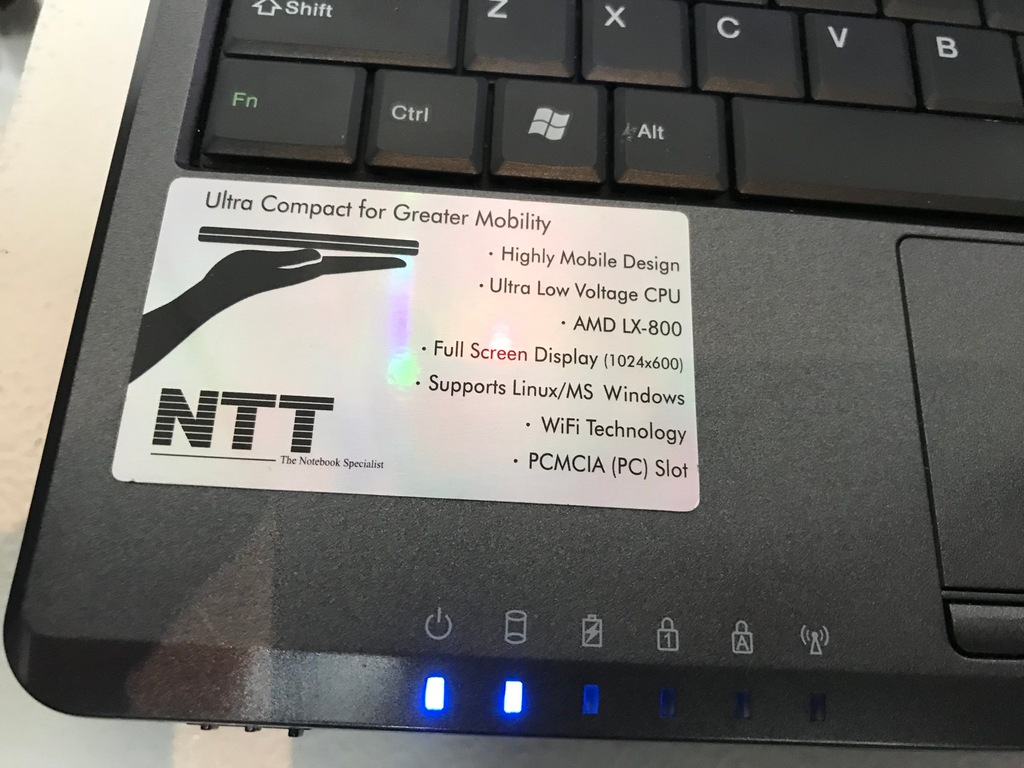 Shift
Z
X
C
V
B
Fn
Ctrl
Alt
Ultra Compact for Greater Mobility
· Highly Mobile Design
· Ultra Low Voltage CPU
· AMD LX-800
· Full Screen Display (1024x600)
· Supports Linux/MS Windows
· WiFi Technology
· PCMCIA (PC) Slot
NTT
The Notebook Specialist
1
A